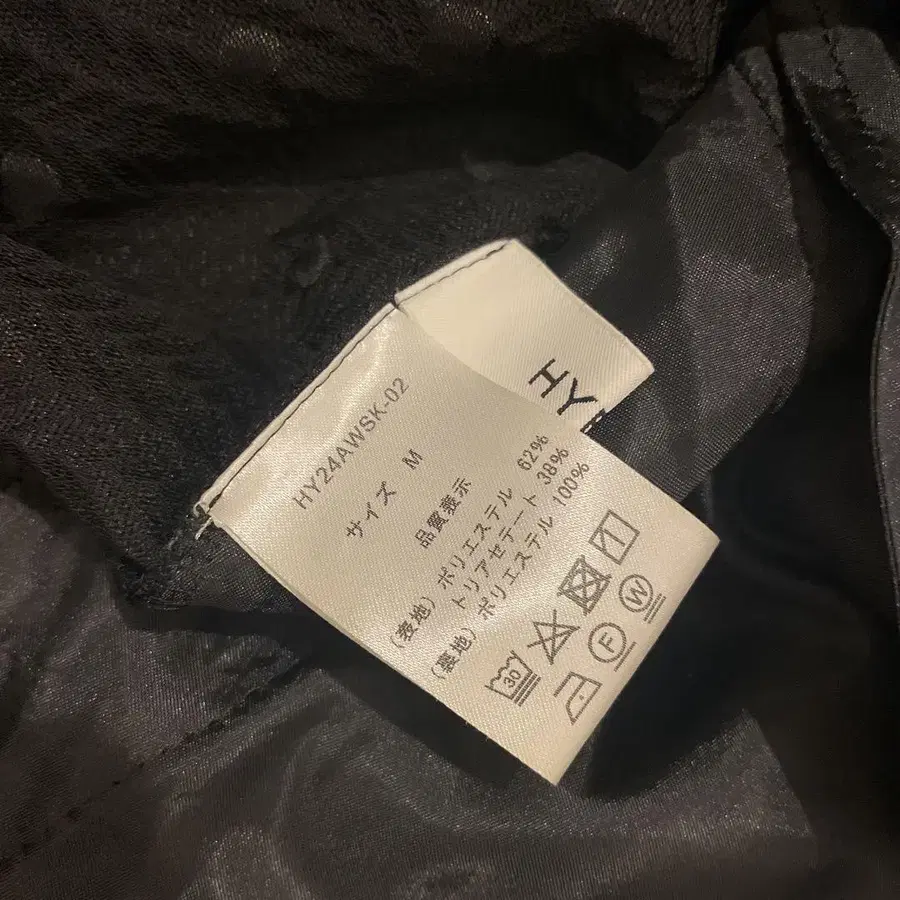 HY24AWSK-02
サイズ M
品質表示
(表地) ポリエステル 62%
トリアセテート 38%
(裏地) ポリエステル 100%
30
F W
HY